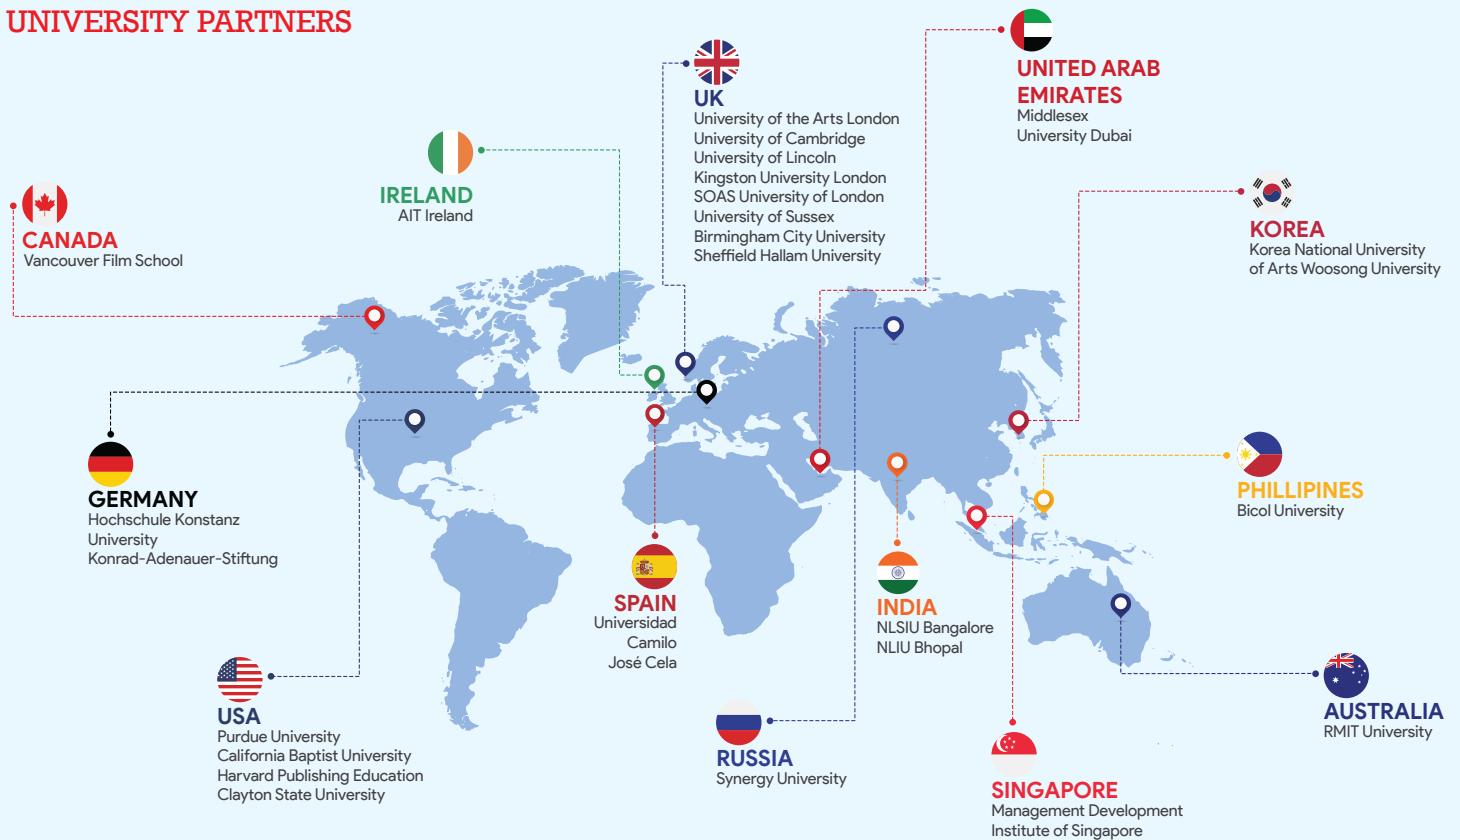 UNIVERSITY PARTNERS
UNITED ARAB
EMIRATES
Middlesex
University Dubai
UK
University of the Arts London
University of Cambridge
University of Lincoln
Kingston University London
SOAS University of London
University of Sussex
Birmingham City University
Sheffield Hallam University
IRELAND
AIT Ireland
CANADA
Vancouver Film School
KOREA
Korea National University
of Arts Woosong University
GERMANY
Hochschule Konstanz
University
Konrad-Adenauer-Stiftung
PHILLIPINES
Bicol University
SPAIN
Universidad
Camilo
José Cela
INDIA
NLSIU Bangalore
NLIU Bhopal
USA
Purdue University
California Baptist University
Harvard Publishing Education
Clayton State University
RUSSIA
Synergy University
AUSTRALIA
RMIT University
SINGAPORE
Management Development
Institute of Singapore